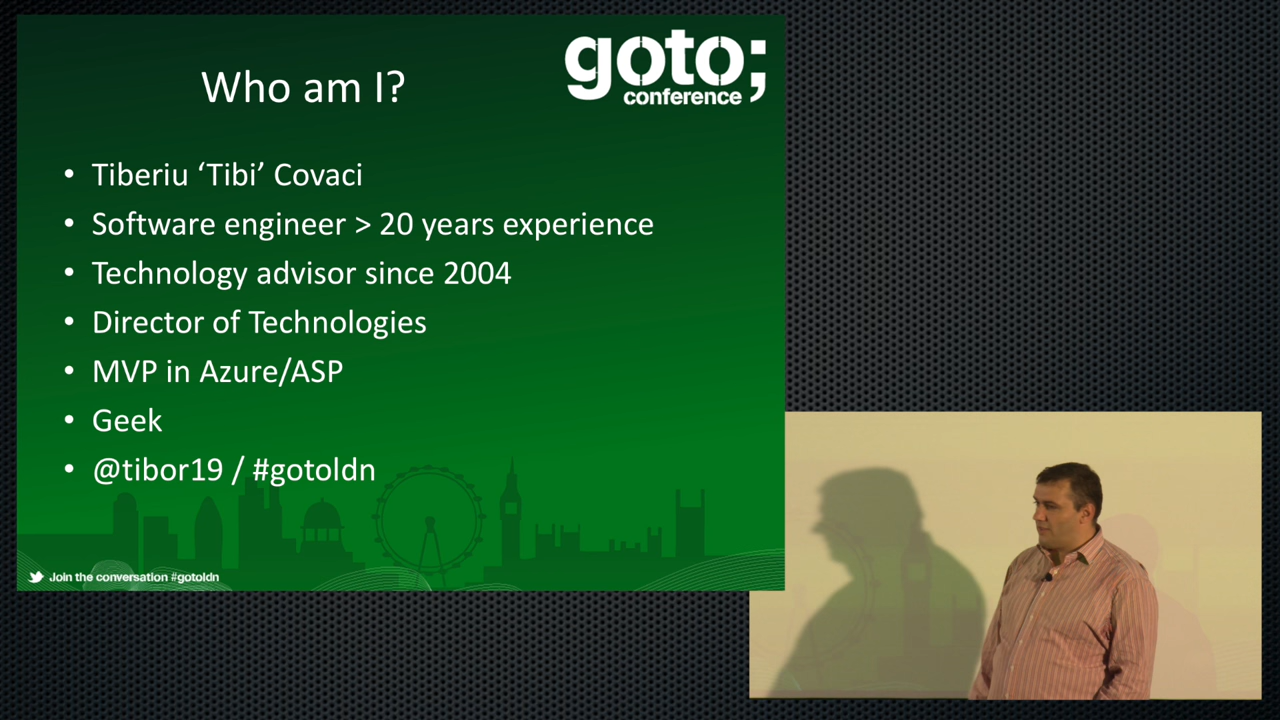 Who am I?
goto;
conference
• Tiberiu ‘Tibi’ Covaci
• Software engineer > 20 years experience
• Technology advisor since 2004
• Director of Technologies
• MVP in Azure/ASP
• Geek
• @tibor19 / #gotoldn
Join the conversation #gotoldn